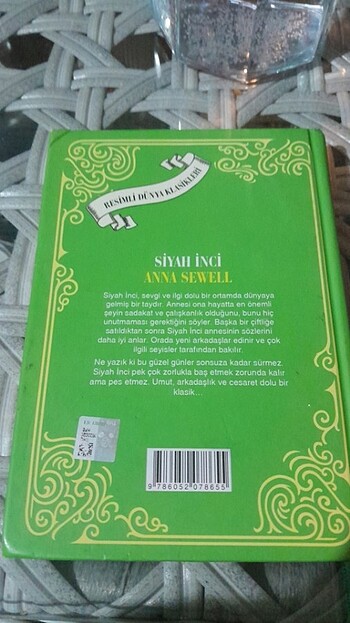 RESİMLİ DÜNYA KLASİKLERİ
SİYAH İNCİ
ANNA SEWELL
Siyah İnci, sevgi ve ilgi dolu bir ortamda dünyaya
gelmiş bir taydır. Annesi ona hayatta en önemli
şeyin sadakat ve çalışkanlık olduğunu, bunu hiç
unutmaması gerektiğini söyler. Başka bir çiftliğe
satıldıktan sonra Siyah İnci annesinin sözlerini
daha iyi anlar. Orada yeni arkadaşlar edinir ve çok
ilgili seyisler tarafından bakılır.
Ne yazık ki bu güzel günler sonsuza kadar sürmez.
Siyah İnci pek çok zorlukla baş etmek zorunda kalır
ama pes etmez. Umut, arkadaşlık ve cesaret dolu bir
klasik...
9 786052 078655